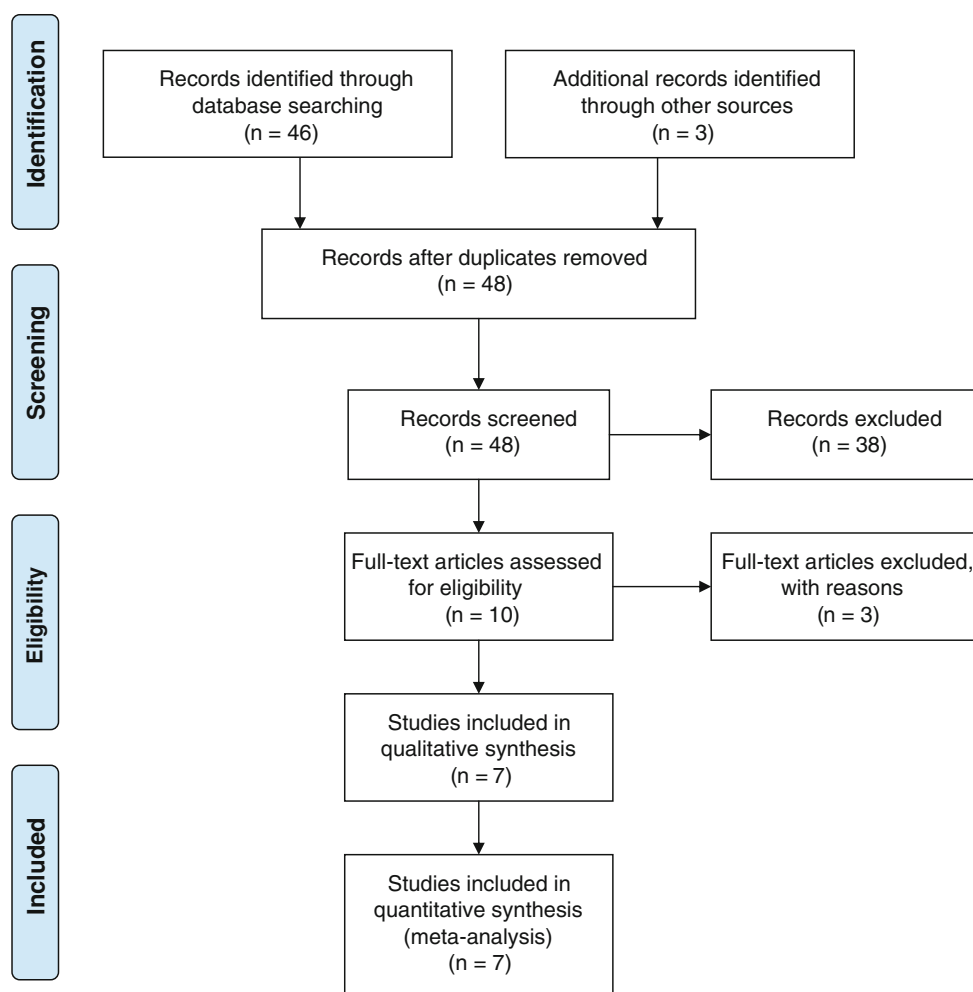 Identification
Records identified through
database searching
(n = 46)
Additional records identified
through other sources
(n = 3)
Records after duplicates removed
(n = 48)
Screening
Records screened
(n = 48)
Records excluded
(n = 38)
Eligibility
Full-text articles assessed
for eligibility
(n = 10)
Full-text articles excluded,
with reasons
(n = 3)
Studies included in
qualitative synthesis
(n = 7)
Included
Studies included in
quantitative synthesis
(meta-analysis)
(n = 7)